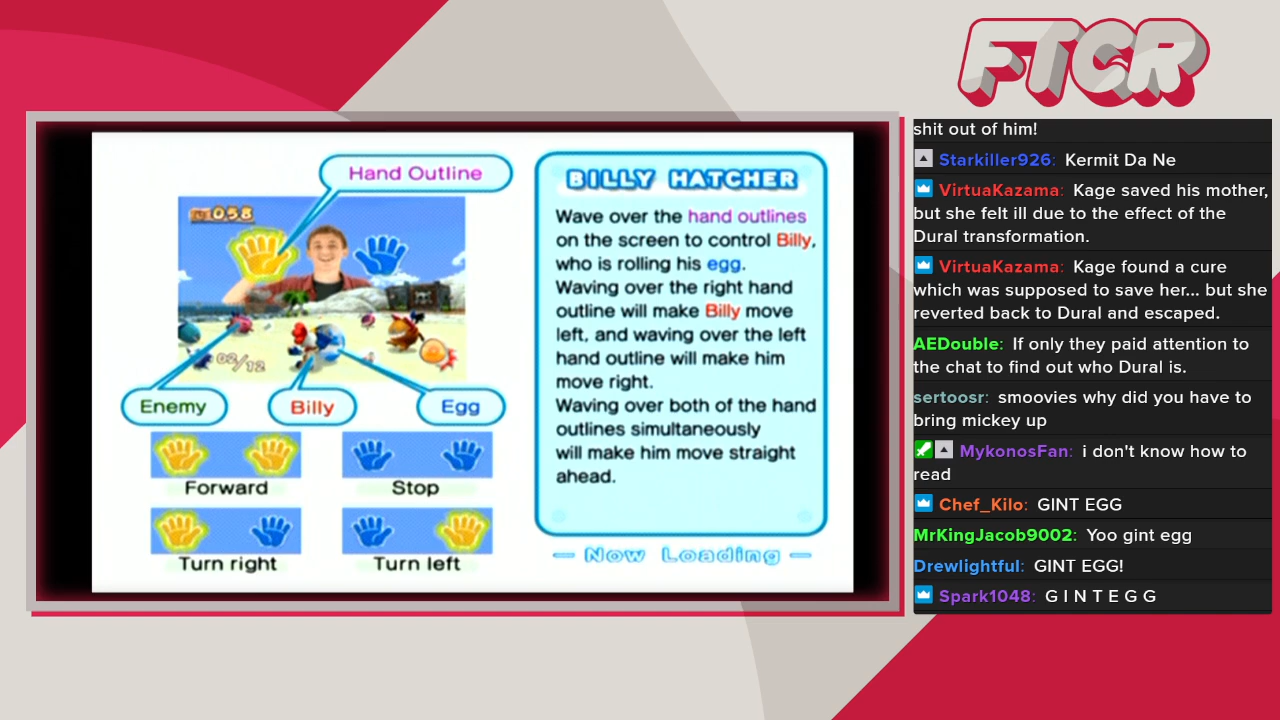 FTCR
Hand Outline
058
02/12
Enemy
Billy
Egg
Forward
Stop
Turn right
Turn left
BILLY HATCHER
Wave over the hand outlines
on the screen to control Billy,
who is rolling his egg.
Waving over the right hand
outline will make Billy move
left, and waving over the left
hand outline will make him
move right.
Waving over both of the hand
outlines simultaneously
will make him move straight
ahead.
— Now Loading —
shit out of him!
Starkiller926: Kermit Da Ne
VirtuaKazama: Kage saved his mother,
but she felt ill due to the effect of the
Dural transformation.
VirtuaKazama: Kage found a cure
which was supposed to save her... but she
reverted back to Dural and escaped.
AEDouble: If only they paid attention to
the chat to find out who Dural is.
sertoosr: smoovies why did you have to
bring mickey up
MykonosFan: i don't know how to
read
Chef_Kilo: GINT EGG
MrKingJacob9002: Yoo gint egg
Drewlightful: GINT EGG!
Spark1048: G I N T E G G